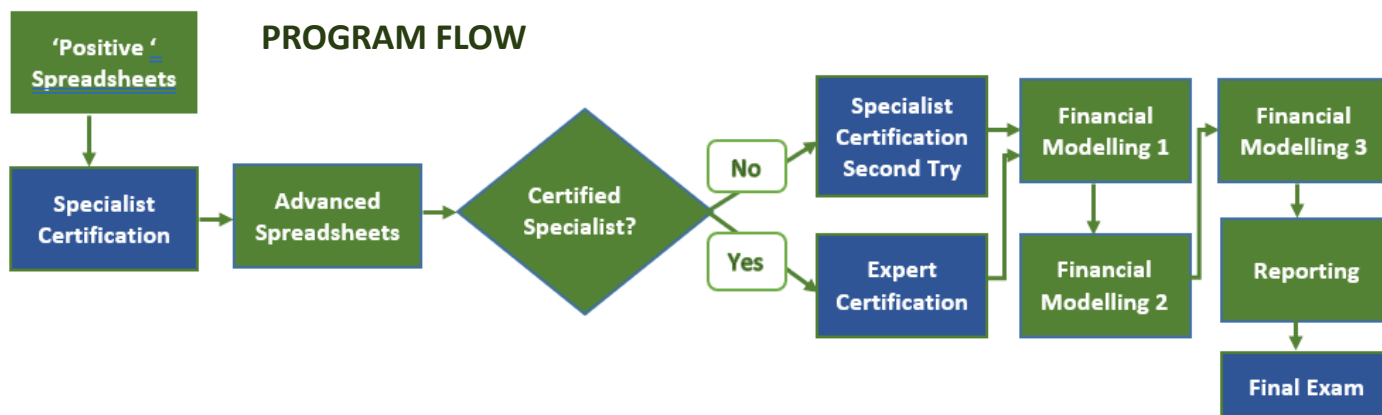 PROGRAM FLOW
‘Positive ‘
Spreadsheets
Specialist
Certification
Advanced
Spreadsheets
Certified
Specialist?
No
Yes
Specialist
Certification
Second Try
Expert
Certification
Financial
Modelling 1
Financial
Modelling 2
Financial
Modelling 3
Reporting
Final Exam